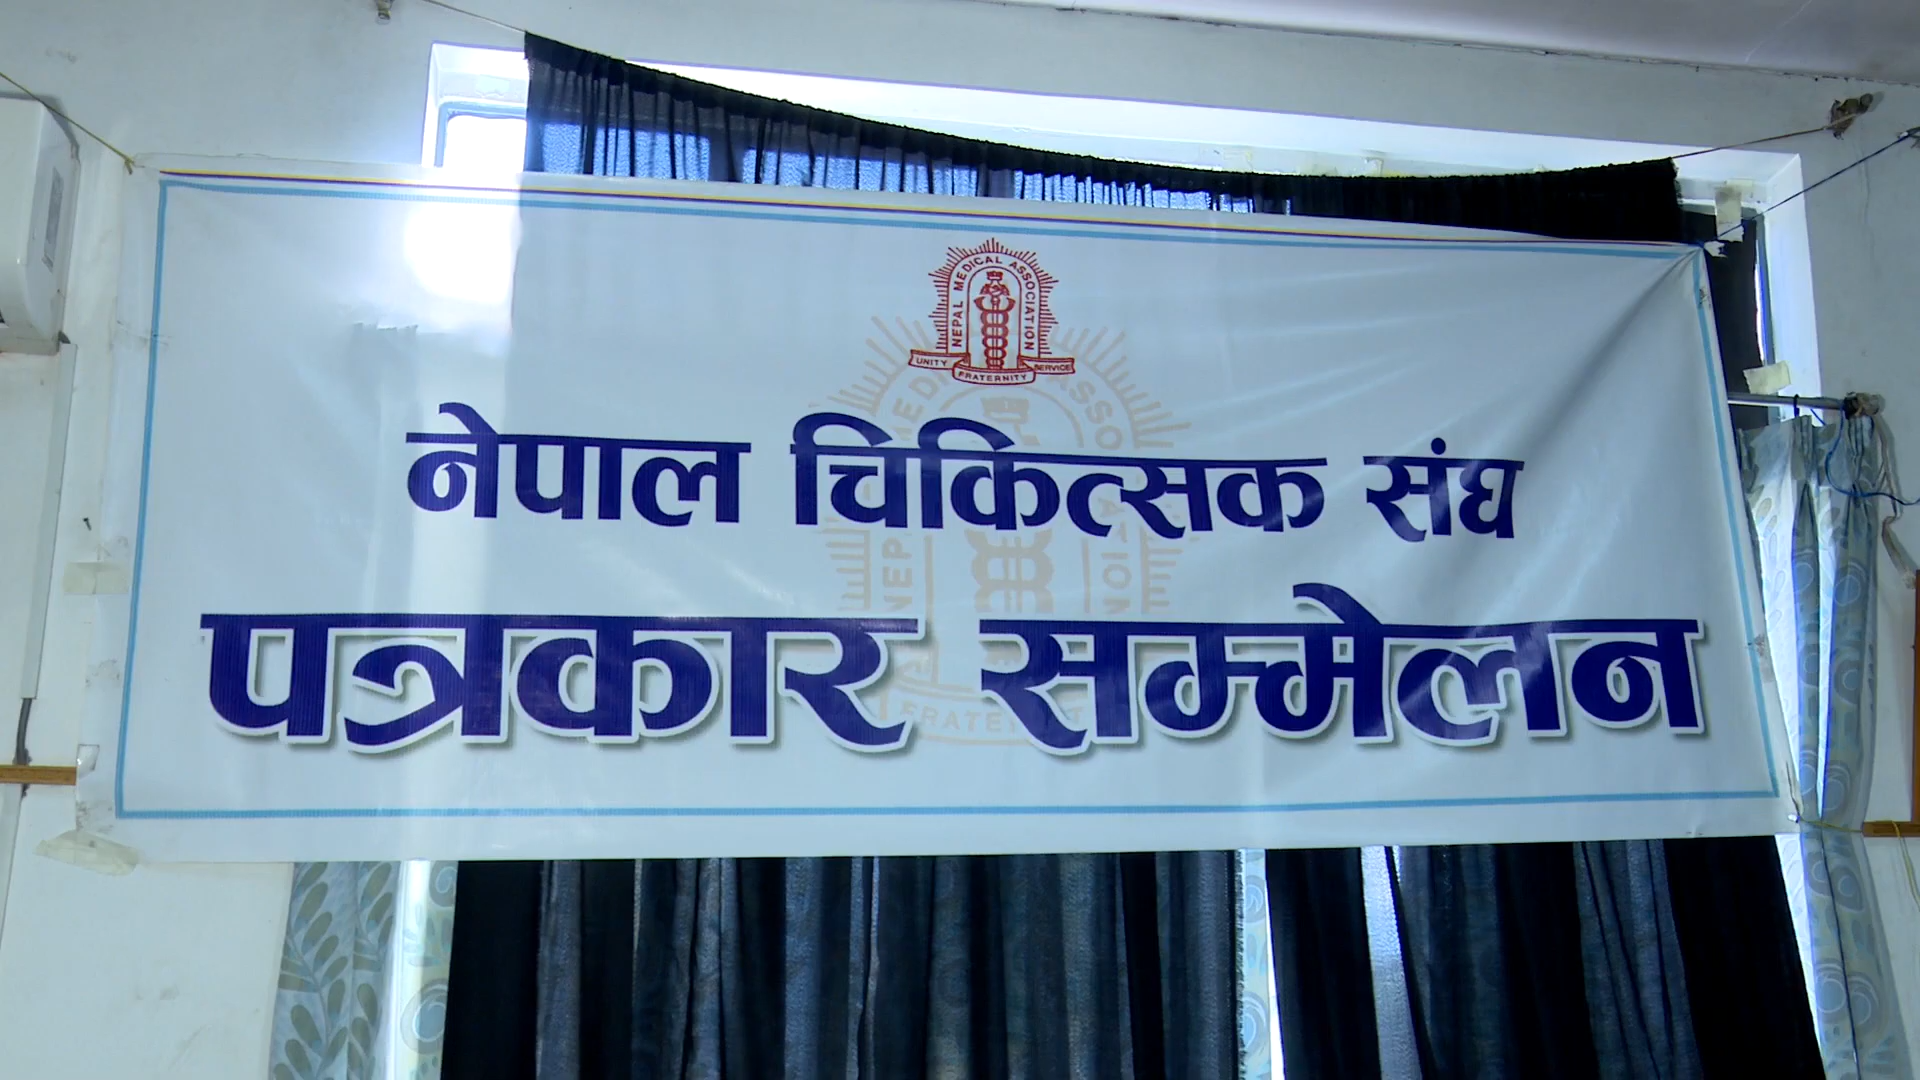 NEPAL MEDICAL ASSOCIATION
UNITY FRATERNITY SERVICE
नेपाल चिकित्सक संघ
पत्रकार सम्मेलन